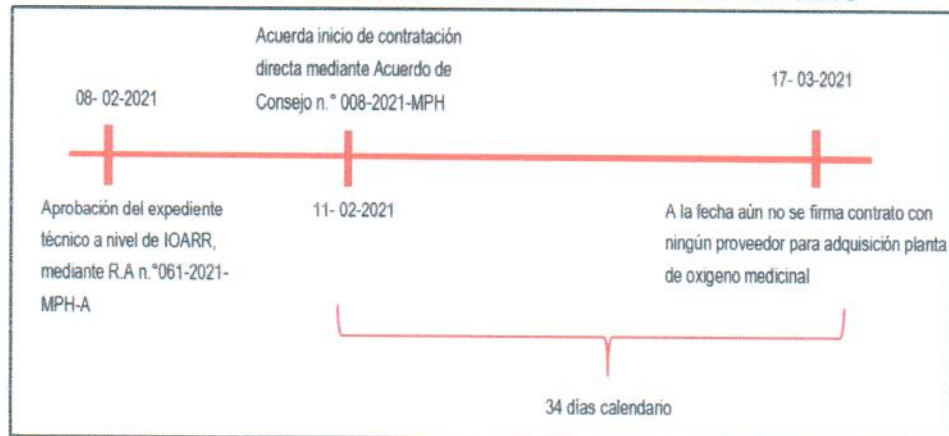 Acuerda inicio de contratación
directa mediante Acuerdo de
Consejo n.° 008-2021-MPH
08- 02-2021
17- 03-2021
Aprobación del expediente
técnico a nivel de IOARR,
mediante R.A n.°061-2021-
MPH-A
11- 02-2021
A la fecha aún no se firma contrato con
ningún proveedor para adquisición planta
de oxigeno medicinal
34 días calendario